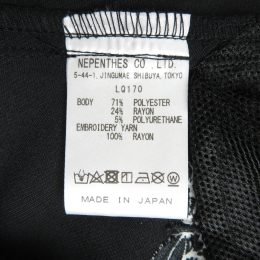 NEPENTHES CO., LTD.
5-44-1, JINGUMAE SHIBUYA, TOKYO
LQ170
BODY 71% POLYESTER
24% RAYON
5% POLYURETHANE
EMBROIDERY YARN
100% RAYON
MADE IN JAPAN